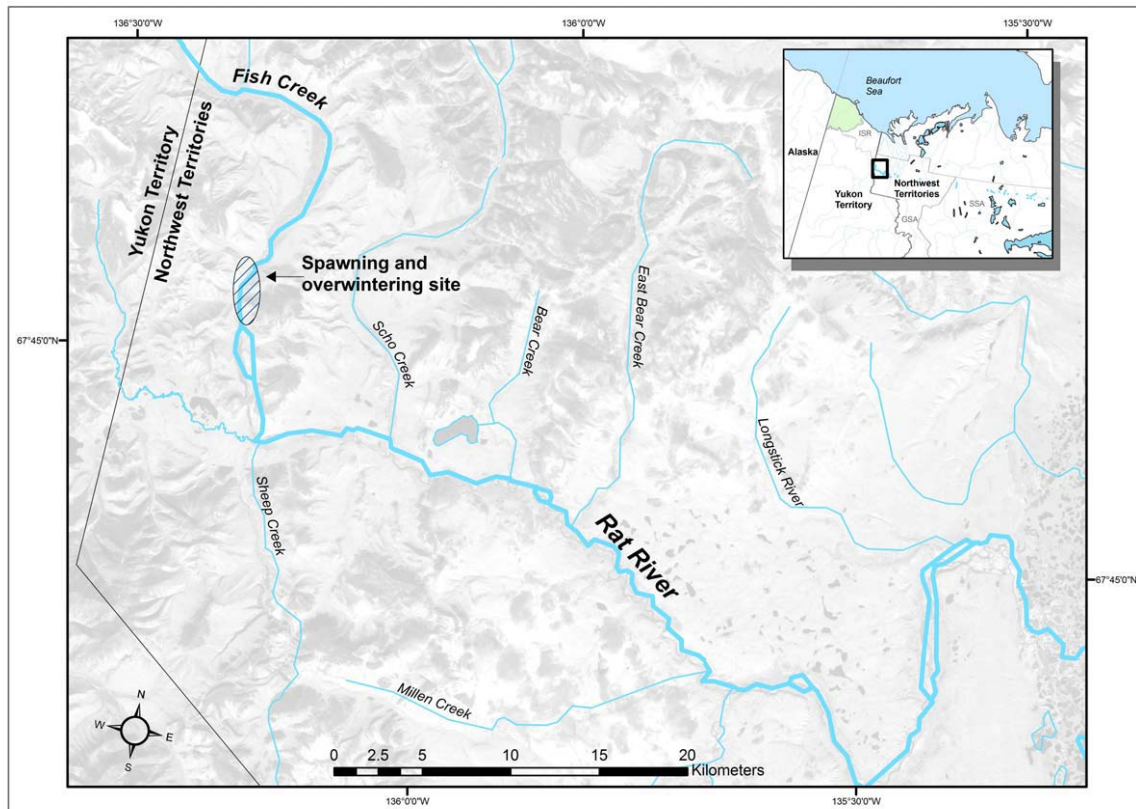 136°30'0"W
136°0'0"W
135°30'0"W
Fish Creek
Beaufort
Sea
ISR
Alaska
Yukon
Territory
Northwest
Territories
GSA
SSA
Yukon Territory
Northwest Territories
Spawning and
overwintering site
67°45'0"N
Scho Creek
Bear Creek
East Bear Creek
Longstick River
Sheep Creek
Rat River
67°45'0"N
Millen Creek
N
W
E
S
0 2.5 5 10 15 20
Kilometers
136°0'0"W
135°30'0"W